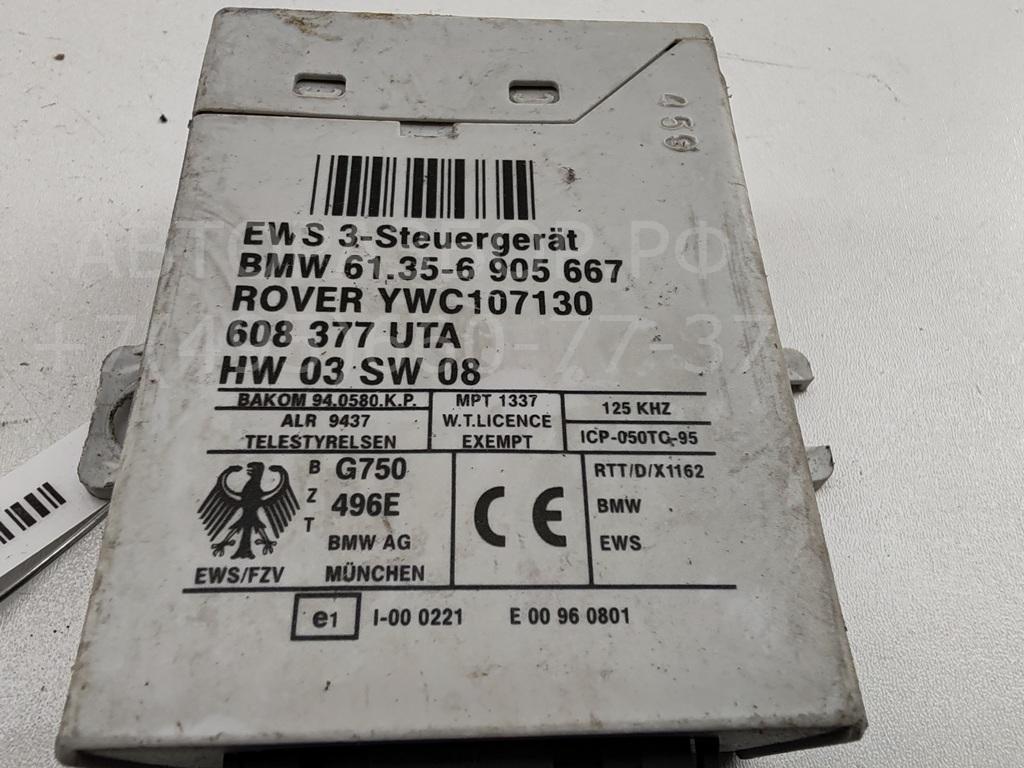 EWS 3-Steuergerät
BMW 61.35-6 905 667
ROVER YWC107130
608 377 UTA
HW 03 SW 08
BAKOM 94.0580.K.P.
ALR 9437
TELESTYRELSEN
MPT 1337
W.T.LICENCE
EXEMPT
125 KHZ
ICP-050TC-95
B Z T
G750
496E
BMW AG
MÜNCHEN
EWS/FZV
CE
RTT/D/X1162
BMW
EWS
e1
I-00 0221
E 00 96 0801